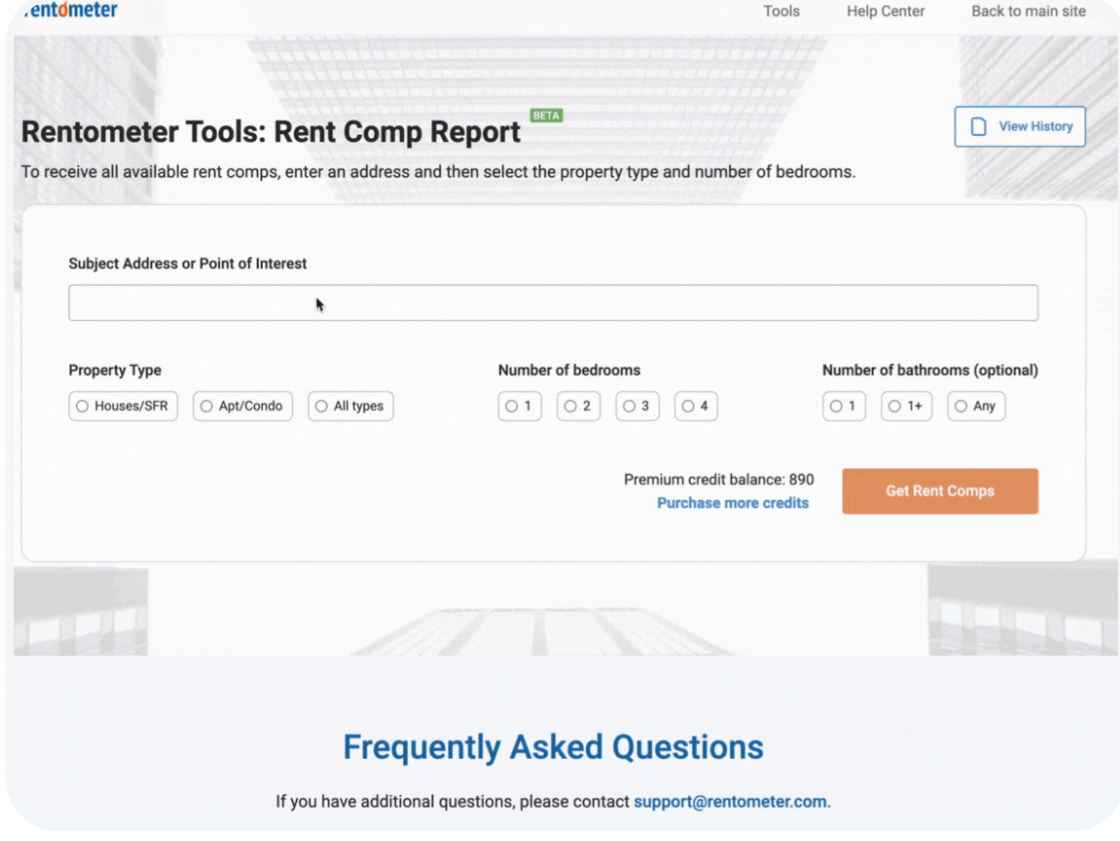 rentometer
Tools Help Center Back to main site
Rentometer Tools: Rent Comp Report BETA
View History
To receive all available rent comps, enter an address and then select the property type and number of bedrooms.
Subject Address or Point of Interest
Property Type Number of bedrooms Number of bathrooms (optional)
Houses/SFR Apt/Condo All types 1 2 3 4 1 1+ Any
Premium credit balance: 890
Purchase more credits
Get Rent Comps
Frequently Asked Questions
If you have additional questions, please contact support@rentometer.com.